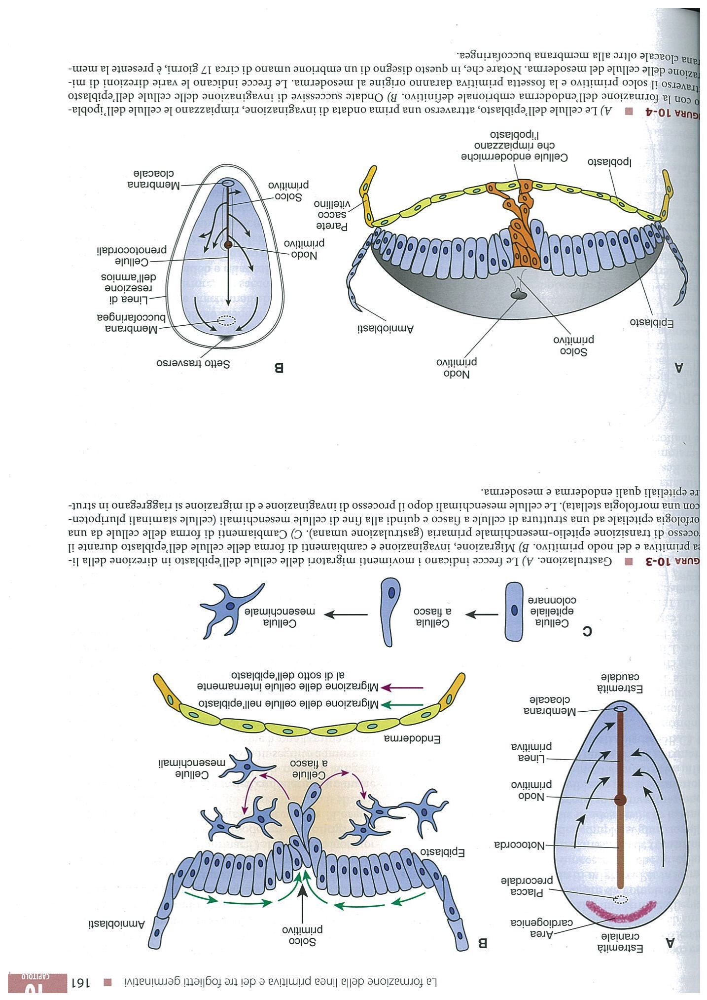 La formazione della linea primitiva e dei tre foglietti germinativi ■ 161
CAPITOLO
10
A
Estremità
craniale
Area
cardiogenica
Placca
precordale
Notocorda
Nodo
primitivo
Linea
primitiva
Membrana
cloacale
Estremità
caudale
B
Solco
primitivo
Amnioblasti
Epiblasto
Cellule
a fiasco
Cellule
mesenchimali
Endoderma
Migrazione delle cellule nell'epiblasto
Migrazione delle cellule internamente
al di sotto dell'epiblasto
C
Cellula
epiteliale
colonnare
Cellula
a fiasco
Cellula
mesenchimale
GURA 10-3 ■ Gastrulazione. A) Le frecce indicano i movimenti migratori delle cellule dell'epiblasto in direzione della li-
ea primitiva e del nodo primitivo. B) Migrazione, invaginazione e cambiamenti di forma delle cellule dell'epiblasto durante il
ocesso di transizione epitelio-mesenchimale primaria (gastrulazione umana). C) Cambiamenti di forma delle cellule da una
orfologia epiteliale ad una struttura di cellule a fiasco e quindi alla fine di cellule mesenchimali (cellule staminali pluripoten-
con una morfologia stellata). Le cellule mesenchimali dopo il processo di invaginazione e di migrazione si riaggregano in strut-
re epiteliali quali endoderma e mesoderma.
A
Nodo
primitivo
Solco
primitivo
Epiblasto
Amnioblasti
Parete
sacco
vitellino
Ipoblasto
Cellule endodermiche
che rimpiazzano
l'ipoblasto
B
Setto trasverso
Membrana
buccofaringea
Linea di
resezione
dell'amnios
Cellule
prenotocordali
Nodo
primitivo
Solco
primitivo
Membrana
cloacale
GURA 10-4 ■ A) Le cellule dell'epiblasto, attraverso una prima ondata di invaginazione, rimpiazzano le cellule dell'ipobla-
o con la formazione dell'endoderma embrionale definitivo. B) Ondate successive di invaginazione delle cellule dell'epiblasto
traverso il solco primitivo e la fossetta primitiva daranno origine al mesoderma. Le frecce indicano le varie direzioni di mi-
razione delle cellule del mesoderma. Notare che, in questo disegno di un embrione umano di circa 17 giorni, è presente la mem-
rana cloacale oltre alla membrana buccofaringea.